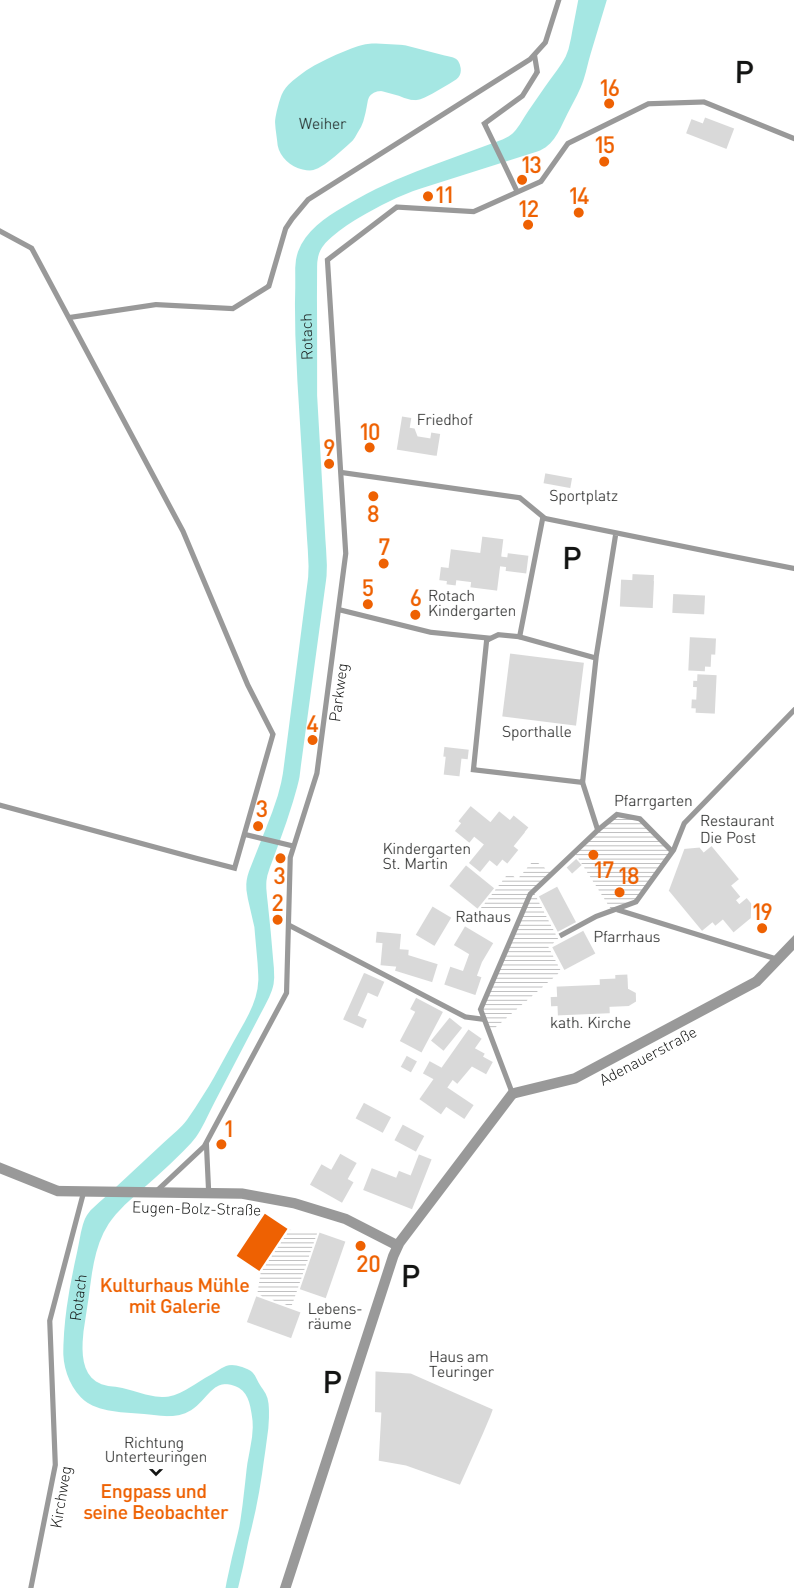 P
16
Weiher
15
13
11
14
12
Rotach
Friedhof
10
9
Sportplatz
8
7
P
5
6
Rotach
Kindergarten
Parkweg
4
Sporthalle
3
Pfarrgarten
Restaurant
Die Post
Kindergarten
St. Martin
3
17
18
2
Rathaus
19
Pfarrhaus
kath. Kirche
Adenauerstraße
1
Eugen-Bolz-Straße
20
P
Rotach
Kulturhaus Mühle
mit Galerie
Lebens-
räume
Haus am
Teuringer
P
Richtung
Unterteuringen
Kirchweg
Engpass und
seine Beobachter